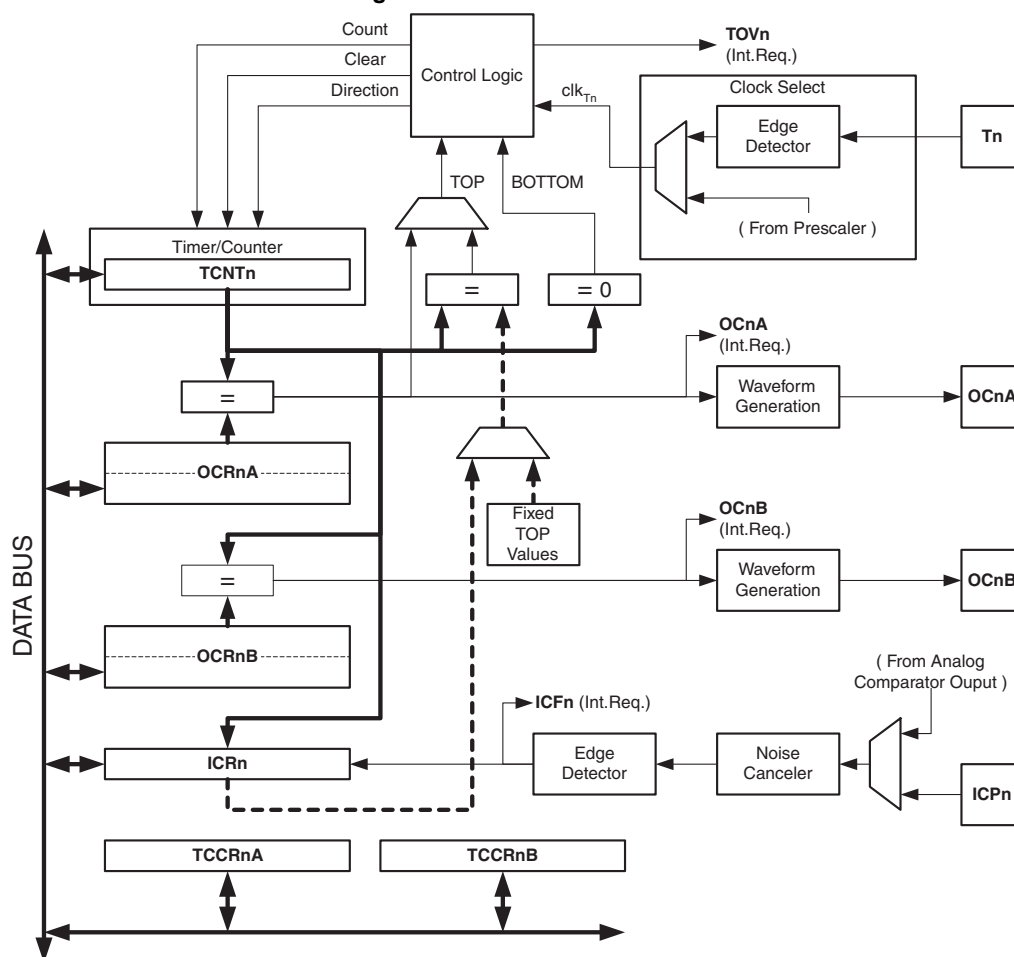 Count
Clear
Direction
Control Logic
TOVn
(Int.Req.)
clkTn
Clock Select
Edge
Detector
Tn
( From Prescaler )
TOP
BOTTOM
Timer/Counter
TCNTn
=
= 0
OCnA
(Int.Req.)
=
Waveform
Generation
OCnA
OCRnA
Fixed
TOP
Values
OCnB
(Int.Req.)
=
Waveform
Generation
OCnB
DATA BUS
OCRnB
( From Analog
Comparator Ouput )
ICFn (Int.Req.)
ICRn
Edge
Detector
Noise
Canceler
ICPn
TCCRnA
TCCRnB